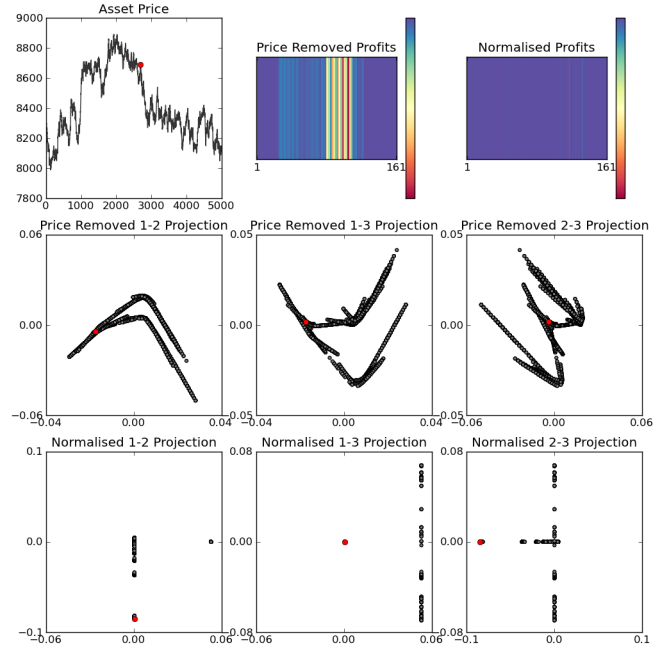 Asset Price
9000
8800
8600
8400
8200
8000
7800
0 1000 2000 3000 4000 5000
Price Removed Profits
1 161
Normalised Profits
1 161
Price Removed 1-2 Projection
0.06
0.00
−0.06
−0.04 0.00 0.04
Price Removed 1-3 Projection
0.05
0.00
−0.05
−0.04 0.00 0.04
Price Removed 2-3 Projection
0.05
0.00
−0.05
−0.06 0.00 0.06
Normalised 1-2 Projection
0.1
0.0
−0.1
−0.06 0.00 0.06
Normalised 1-3 Projection
0.08
0.00
−0.08
−0.06 0.00 0.06
Normalised 2-3 Projection
0.08
0.00
−0.08
−0.1 0.0 0.1